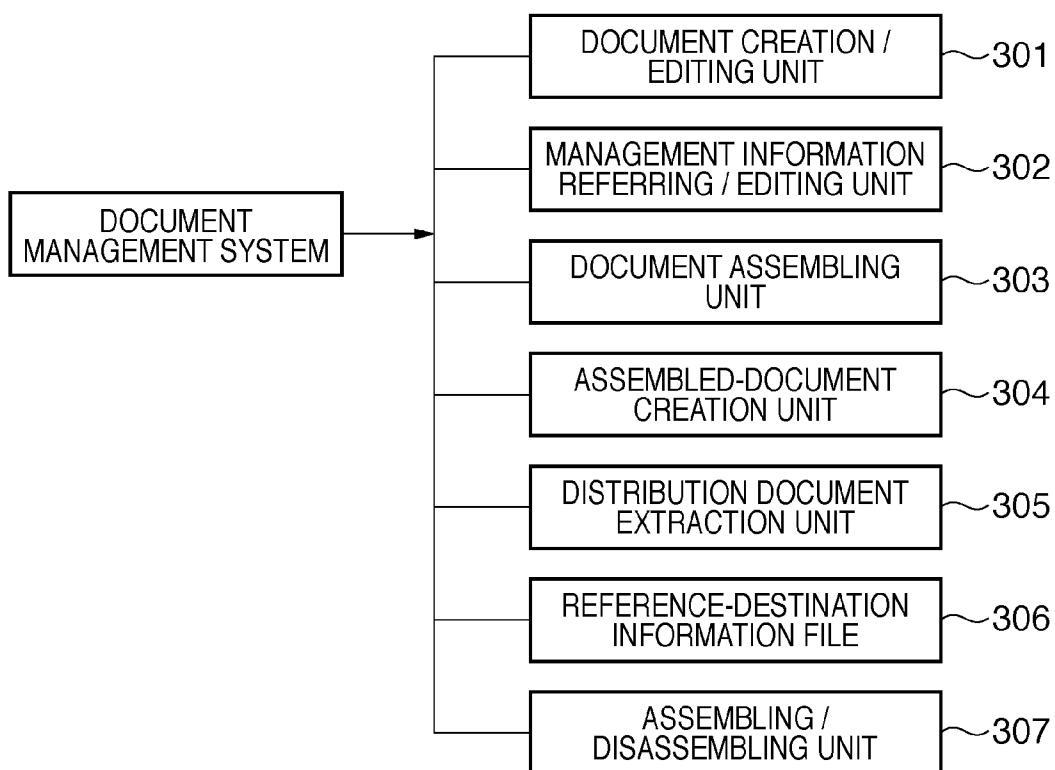 DOCUMENT CREATION /
EDITING UNIT
301
MANAGEMENT INFORMATION
REFERRING / EDITING UNIT
302
DOCUMENT
MANAGEMENT SYSTEM
DOCUMENT ASSEMBLING
UNIT
303
ASSEMBLED-DOCUMENT
CREATION UNIT
304
DISTRIBUTION DOCUMENT
EXTRACTION UNIT
305
REFERENCE-DESTINATION
INFORMATION FILE
306
ASSEMBLING /
DISASSEMBLING UNIT
307